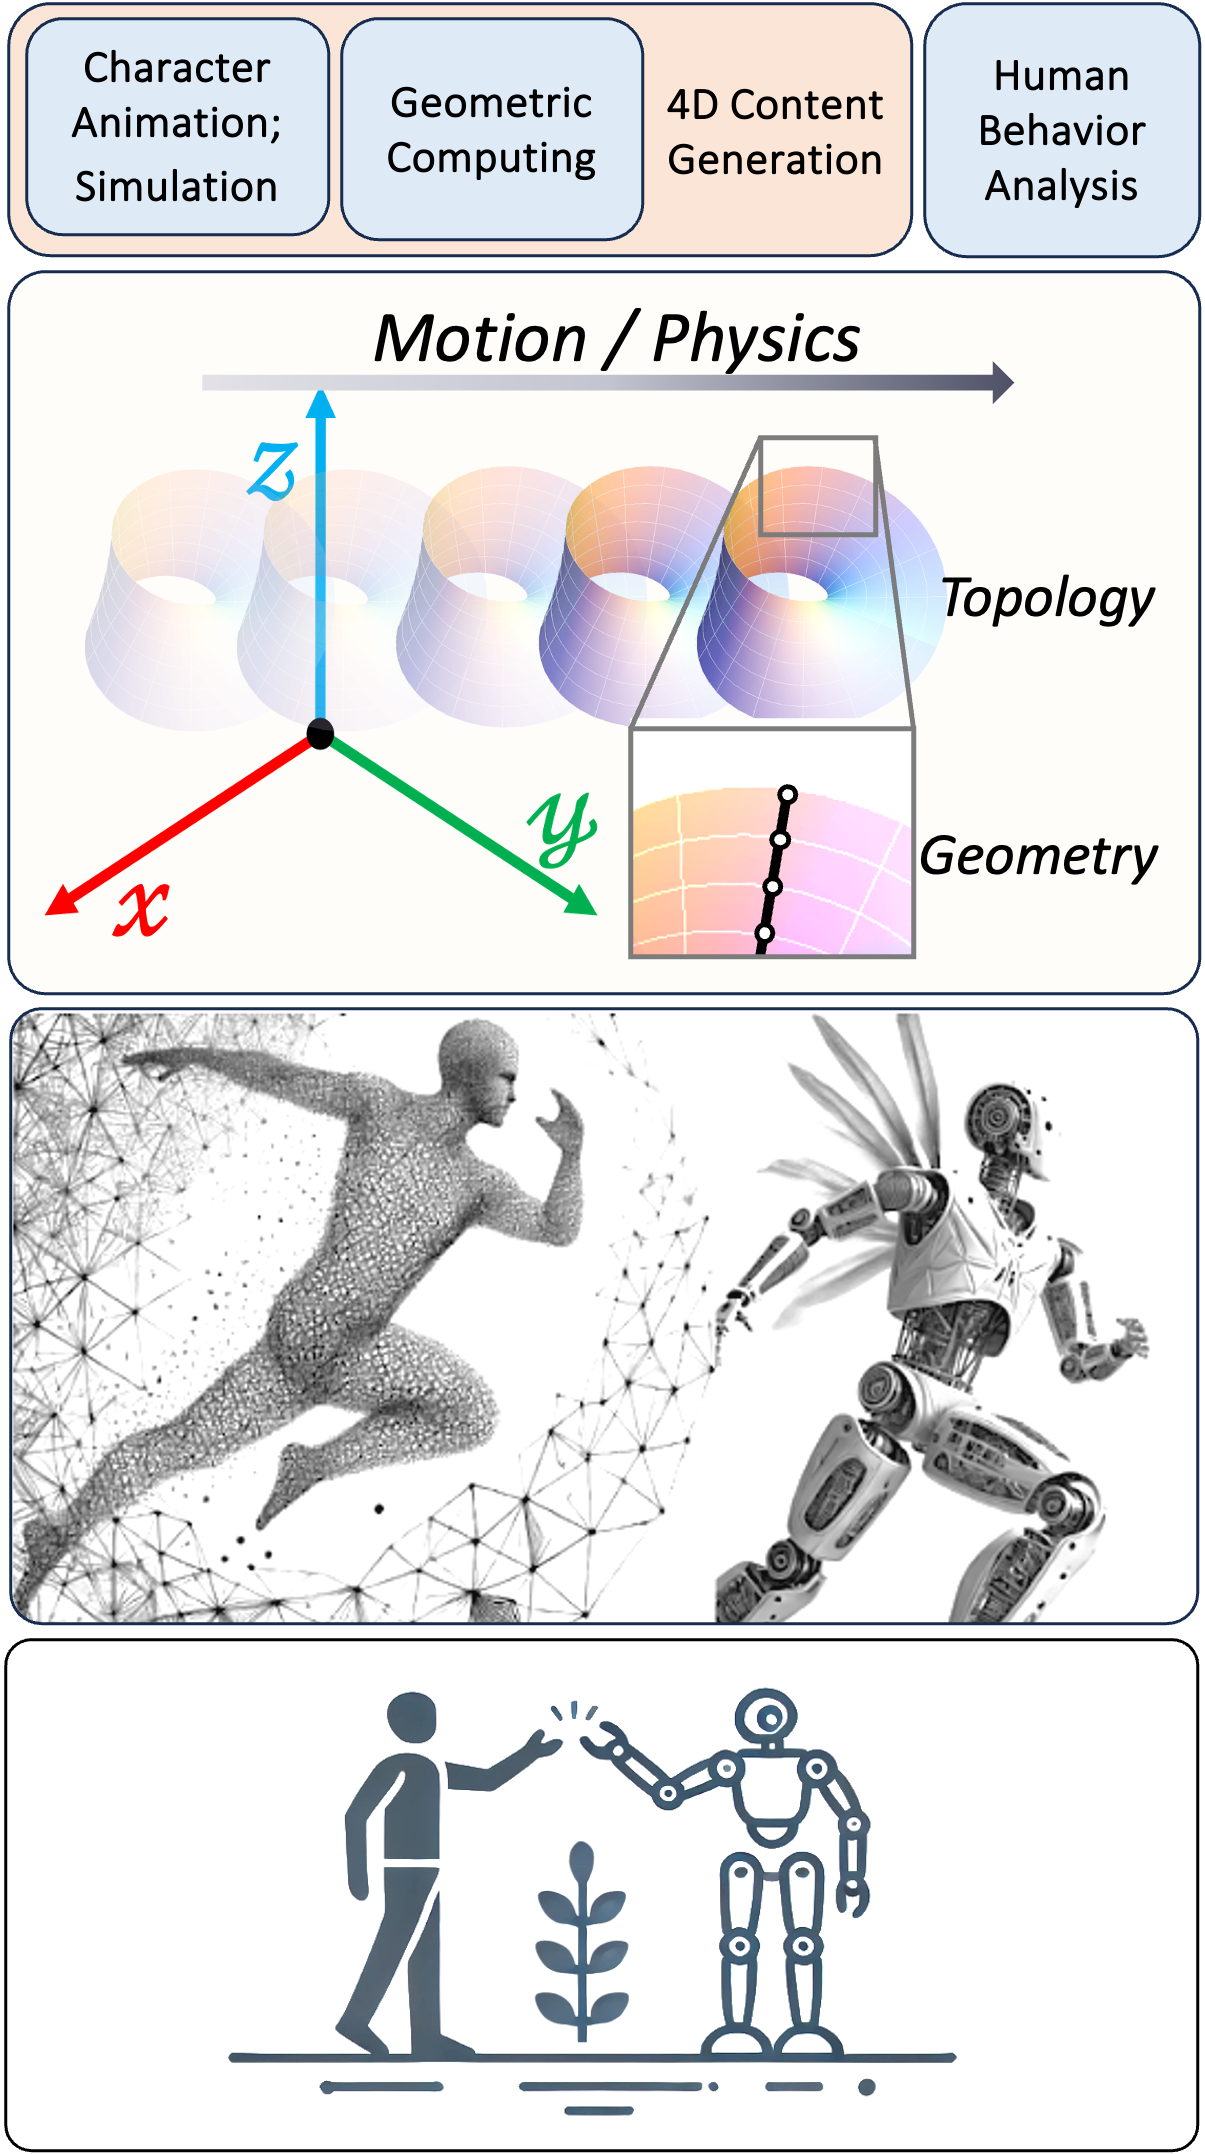 Character
Animation;
Simulation
Geometric
Computing
4D Content
Generation
Human
Behavior
Analysis
Motion / Physics
z
Topology
y
Geometry
x